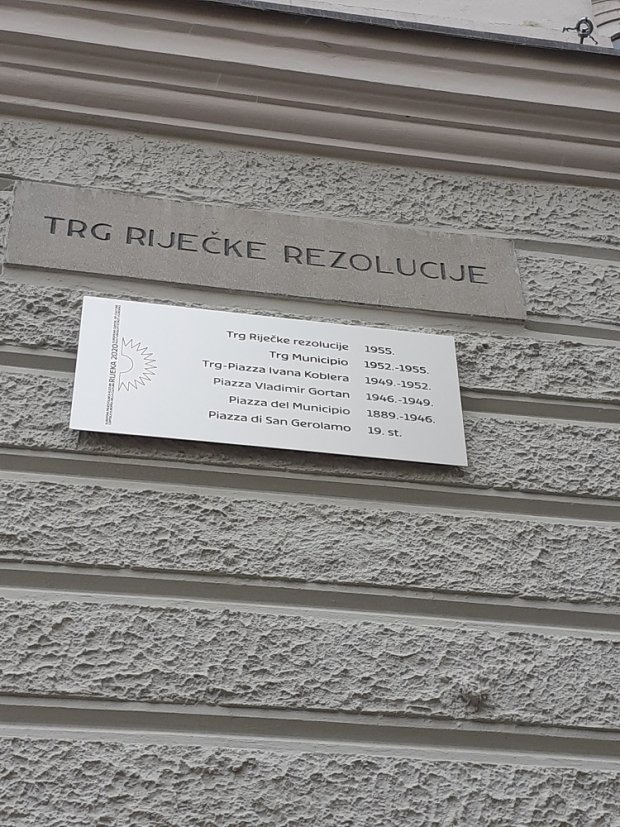 TRG RIJEČKE REZOLUCIJE
RIJEKA 2020
Trg Riječke rezolucije 1955.
Trg Municipio 1952.-1955.
Trg-Piazza Ivana Koblera 1949.-1952.
Piazza Vladimir Gortan 1946.-1949.
Piazza del Municipio 1889.-1946.
Piazza di San Gerolamo 19. st.